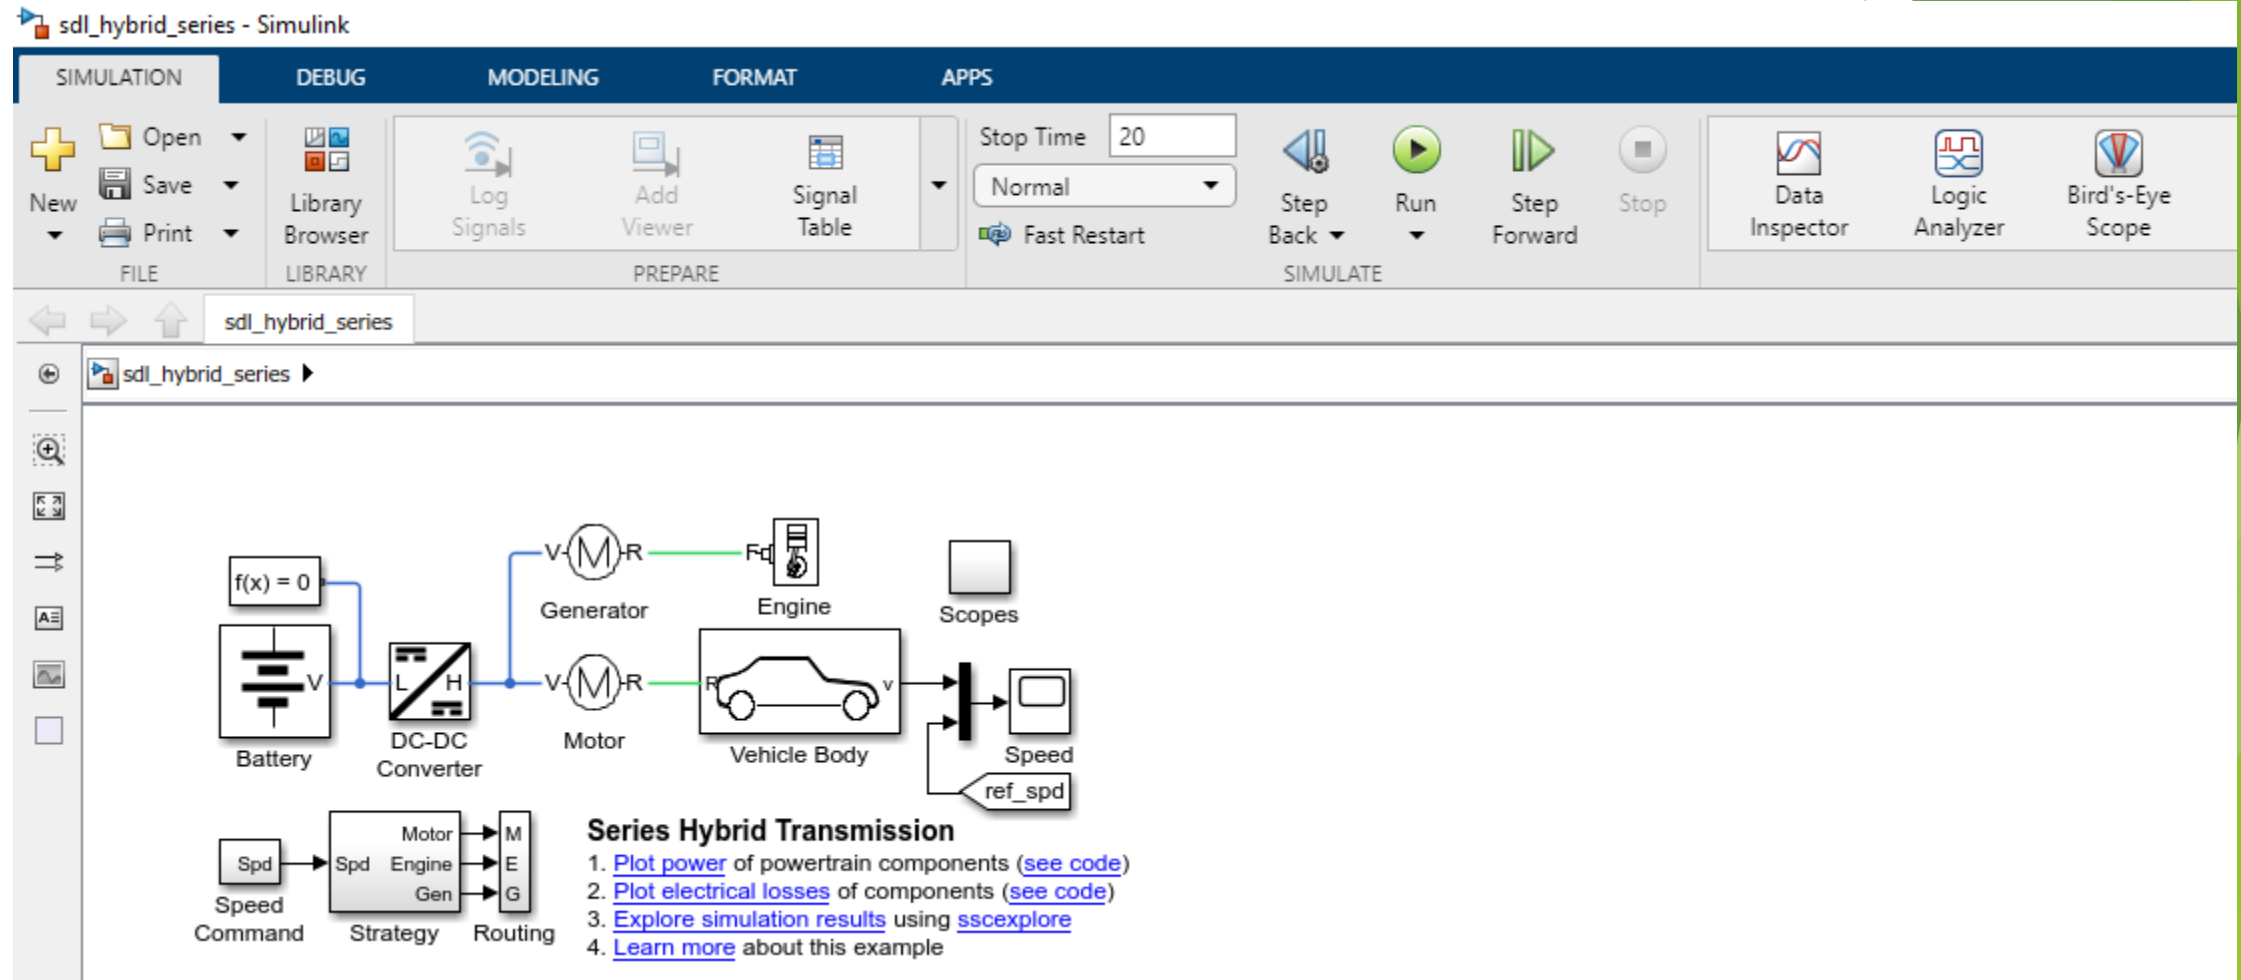 sdl_hybrid_series - Simulink
SIMULATION DEBUG MODELING FORMAT APPS
New
Open
Save
Print
FILE
Library
Browser
LIBRARY
Log
Signals
Add
Viewer
Signal
Table
PREPARE
Stop Time 20
Normal
Fast Restart
Step
Back
Run
Step
Forward
Stop
SIMULATE
Data
Inspector
Logic
Analyzer
Bird's-Eye
Scope
sdl_hybrid_series
sdl_hybrid_series
f(x) = 0
V
Battery
L H
DC-DC
Converter
V M R
Generator
F
Engine
V M R
Motor
R v
Vehicle Body
Scopes
Speed
ref_spd
Spd
Speed
Command
Spd Motor
Engine
Gen
Strategy
M
E
G
Routing
Series Hybrid Transmission
1. Plot power of powertrain components (see code)
2. Plot electrical losses of components (see code)
3. Explore simulation results using sscexplore
4. Learn more about this example